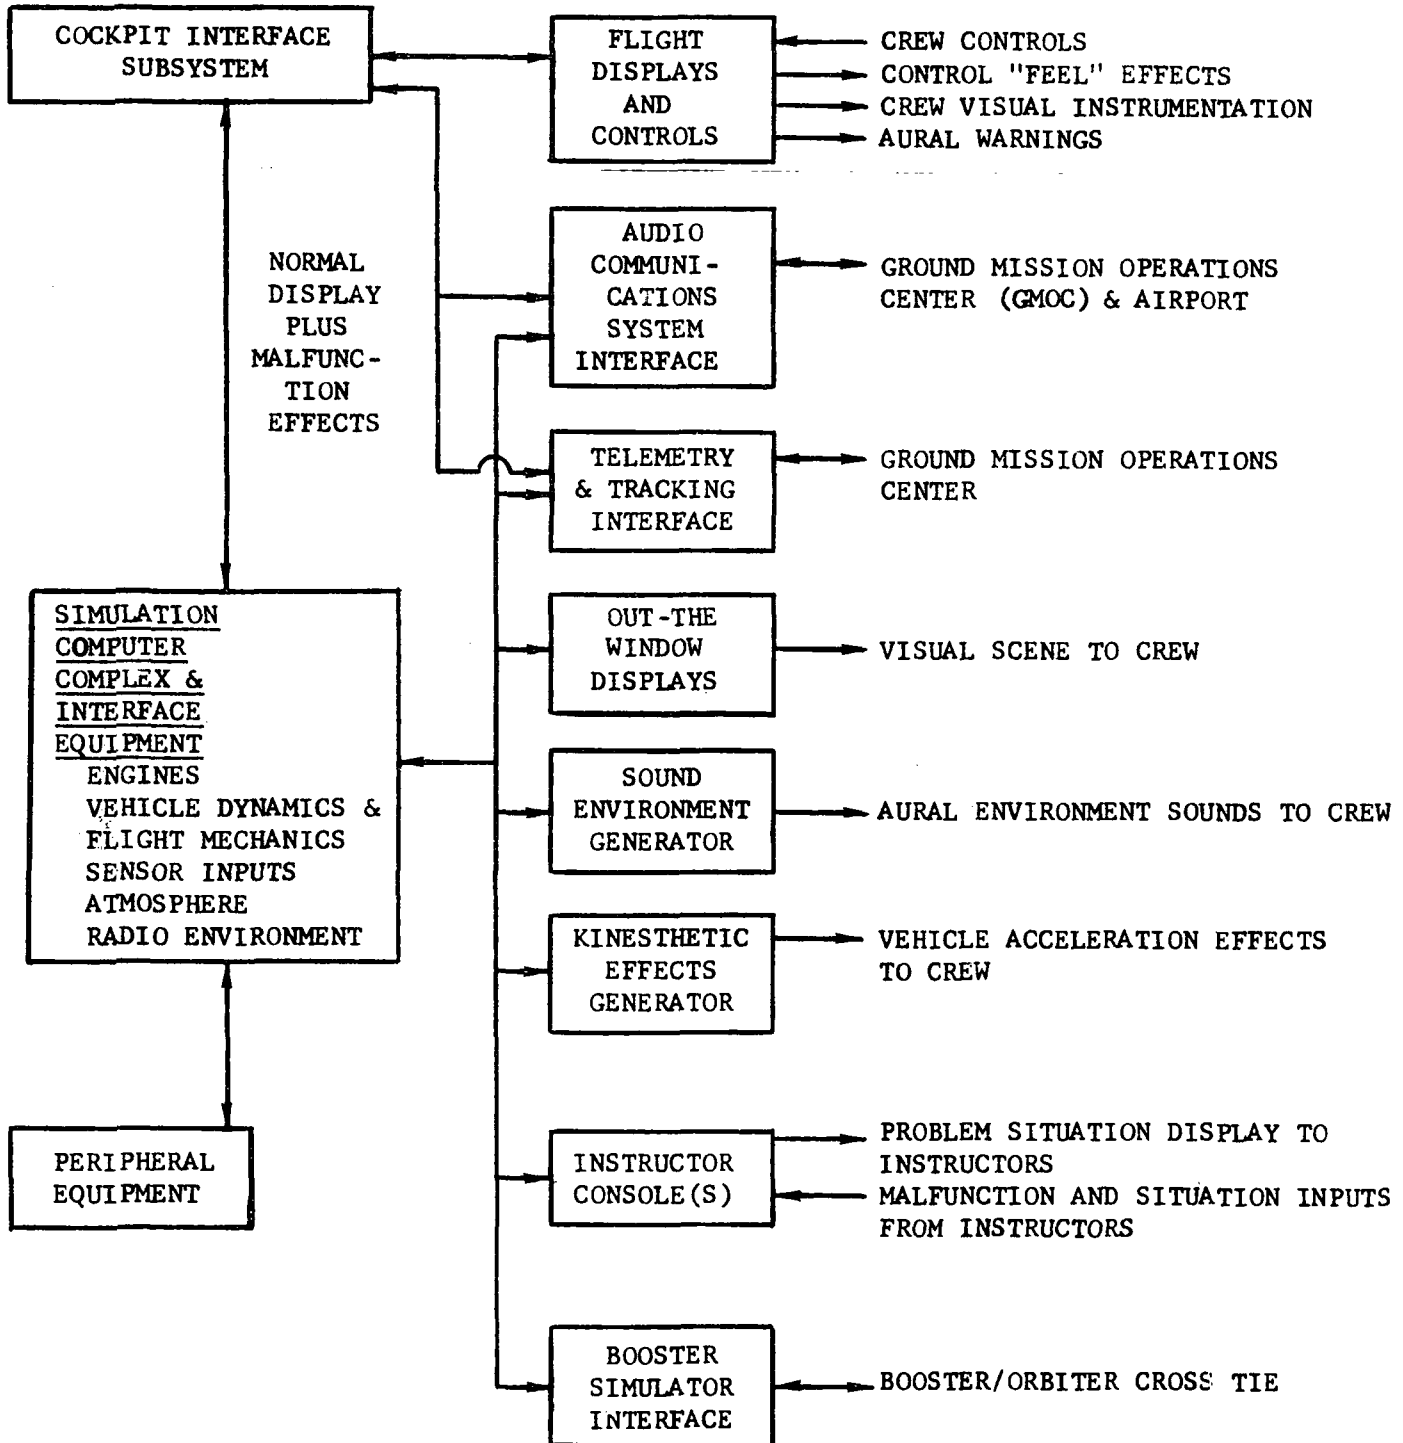 COCKPIT INTERFACE
SUBSYSTEM
FLIGHT
DISPLAYS
AND
CONTROLS
CREW CONTROLS
CONTROL "FEEL" EFFECTS
CREW VISUAL INSTRUMENTATION
AURAL WARNINGS
NORMAL
DISPLAY
PLUS
MALFUNC-
TION
EFFECTS
AUDIO
COMMUNI-
CATIONS
SYSTEM
INTERFACE
GROUND MISSION OPERATIONS
CENTER (GMOC) & AIRPORT
TELEMETRY
& TRACKING
INTERFACE
GROUND MISSION OPERATIONS
CENTER
SIMULATION
COMPUTER
COMPLEX &
INTERFACE
EQUIPMENT
ENGINES
VEHICLE DYNAMICS &
FLIGHT MECHANICS
SENSOR INPUTS
ATMOSPHERE
RADIO ENVIRONMENT
OUT-THE
WINDOW
DISPLAYS
VISUAL SCENE TO CREW
SOUND
ENVIRONMENT
GENERATOR
AURAL ENVIRONMENT SOUNDS TO CREW
KINESTHETIC
EFFECTS
GENERATOR
VEHICLE ACCELERATION EFFECTS
TO CREW
PERIPHERAL
EQUIPMENT
INSTRUCTOR
CONSOLE(S)
PROBLEM SITUATION DISPLAY TO
INSTRUCTORS
MALFUNCTION AND SITUATION INPUTS
FROM INSTRUCTORS
BOOSTER
SIMULATOR
INTERFACE
BOOSTER/ORBITER CROSS TIE